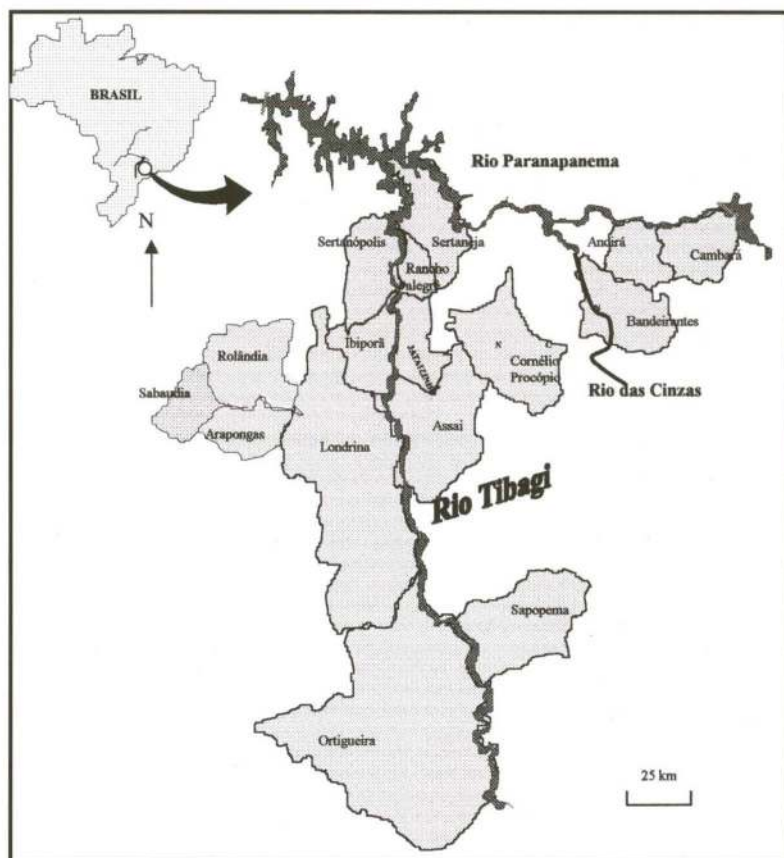 BRASIL
N
Rio Paranapanema
Sertanópolis
Sertaneja
Andirá
Cambará
Rancho
alegre
Bandeirantes
Ibiporã
Cornélio
Procópio
Rolândia
Rio das Cinzas
Sabaudia
Arapongas
Londrina
Assai
Rio Tibagi
Sapopema
Ortigueira
25 km